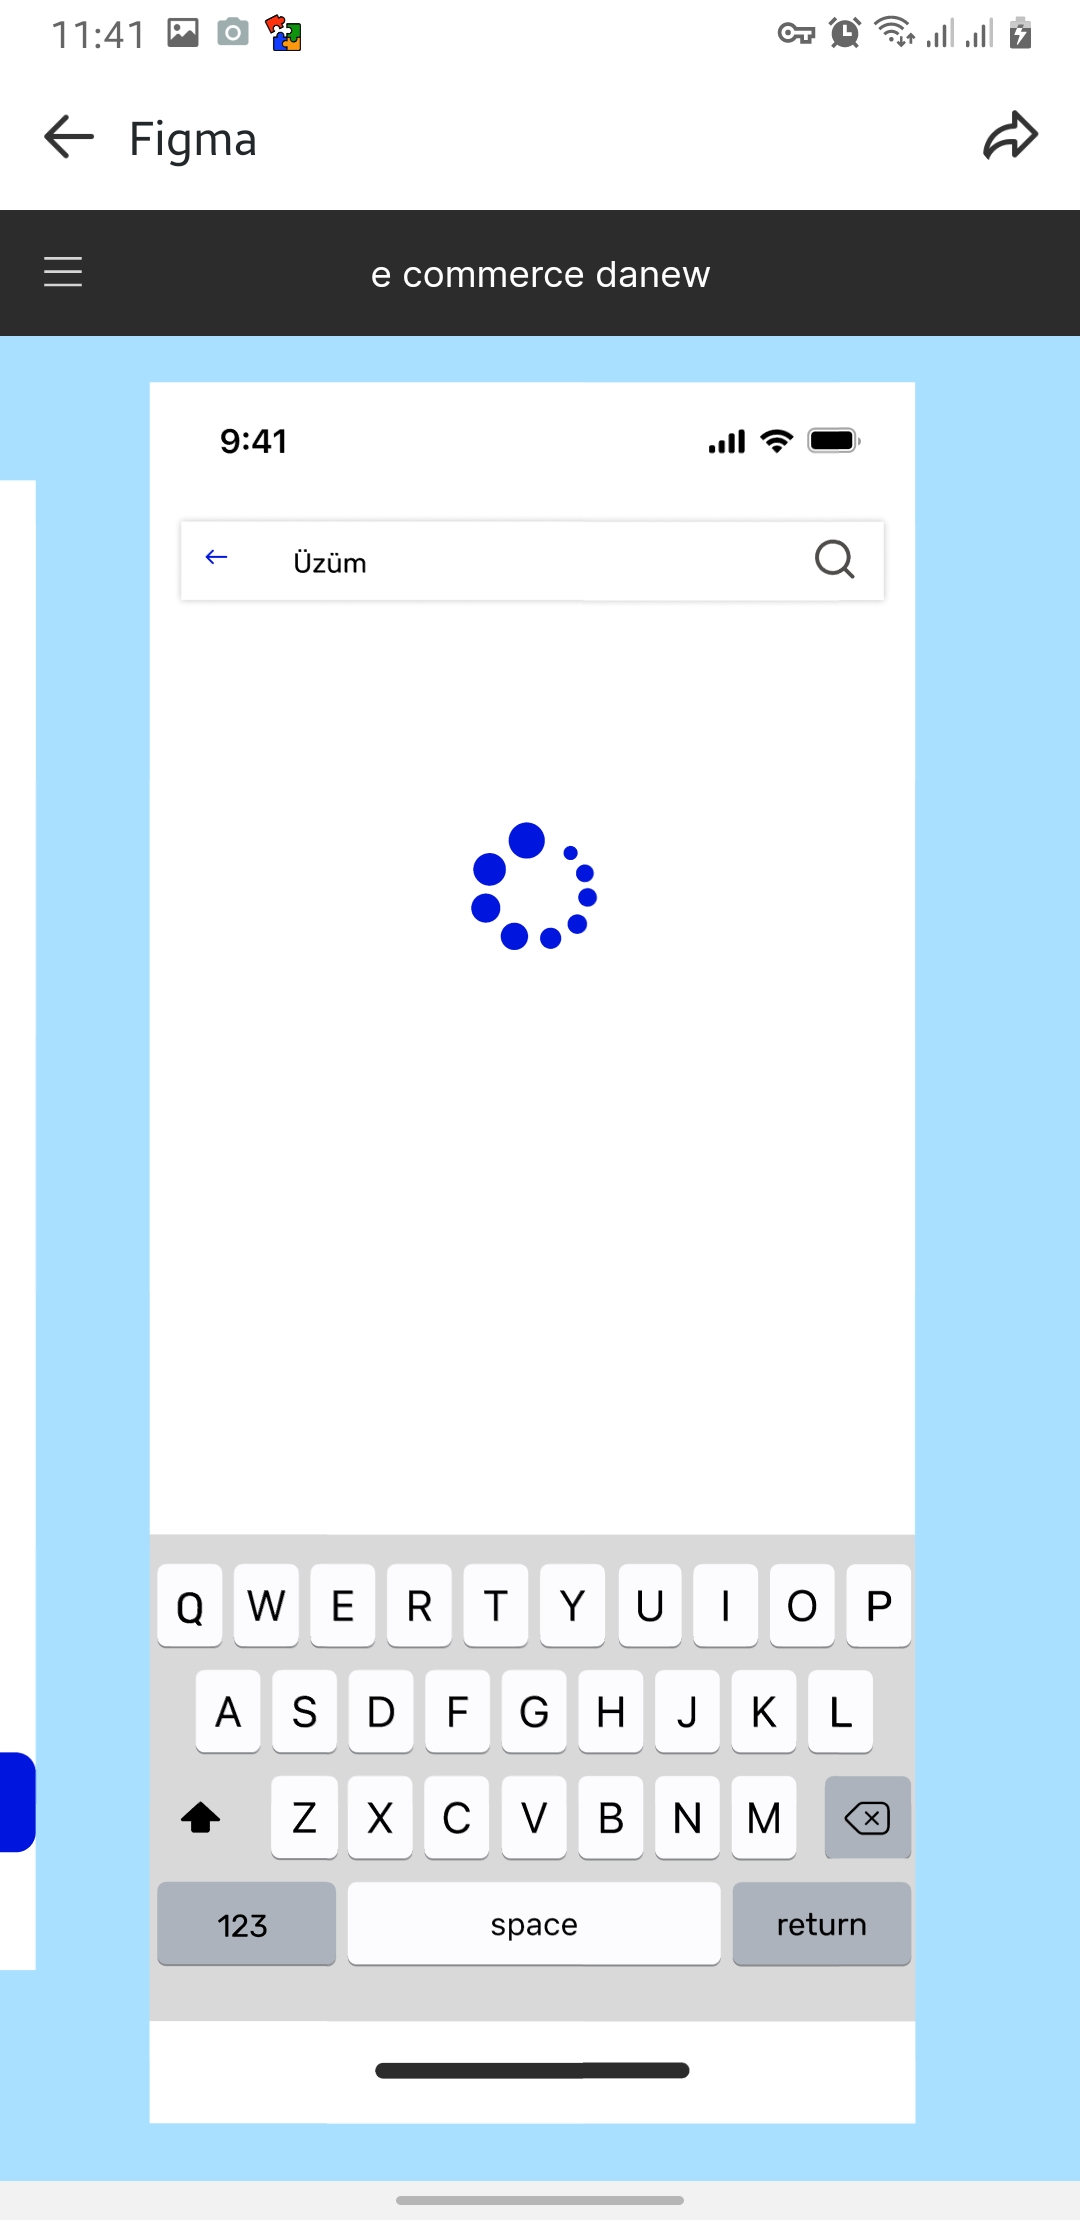 11:41
Figma
e commerce danew
9:41
Üzüm
Q W E R T Y U I O P
A S D F G H J K L
Z X C V B N M
123 space return